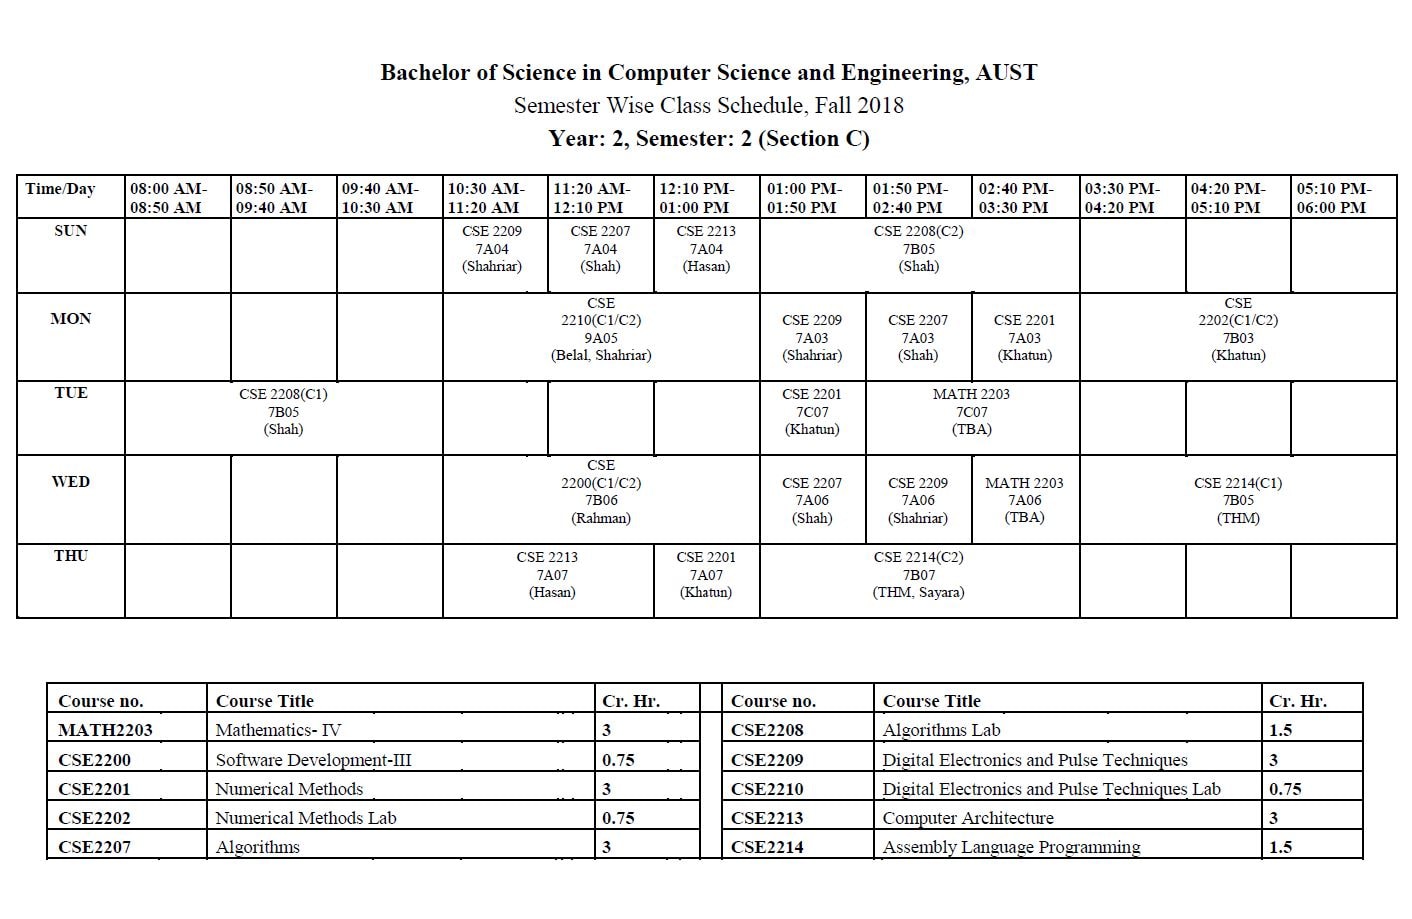 Bachelor of Science in Computer Science and Engineering, AUST
Semester Wise Class Schedule, Fall 2018
Year: 2, Semester: 2 (Section C)
Time/Day
08:00 AM-
08:50 AM
08:50 AM-
09:40 AM
09:40 AM-
10:30 AM
10:30 AM-
11:20 AM
11:20 AM-
12:10 PM
12:10 PM-
01:00 PM
01:00 PM-
01:50 PM
01:50 PM-
02:40 PM
02:40 PM-
03:30 PM
03:30 PM-
04:20 PM
04:20 PM-
05:10 PM
05:10 PM-
06:00 PM
SUN
CSE 2209
7A04
(Shahriar)
CSE 2207
7A04
(Shah)
CSE 2213
7A04
(Hasan)
CSE 2208(C2)
7B05
(Shah)
MON
CSE
2210(C1/C2)
9A05
(Belal, Shahriar)
CSE 2209
7A03
(Shahriar)
CSE 2207
7A03
(Shah)
CSE 2201
7A03
(Khatun)
CSE
2202(C1/C2)
7B03
(Khatun)
TUE
CSE 2208(C1)
7B05
(Shah)
CSE 2201
7C07
(Khatun)
MATH 2203
7C07
(TBA)
WED
CSE
2200(C1/C2)
7B06
(Rahman)
CSE 2207
7A06
(Shah)
CSE 2209
7A06
(Shahriar)
MATH 2203
7A06
(TBA)
CSE 2214(C1)
7B05
(THM)
THU
CSE 2213
7A07
(Hasan)
CSE 2201
7A07
(Khatun)
CSE 2214(C2)
7B07
(THM, Sayara)
Course no. Course Title Cr. Hr. Course no. Course Title Cr. Hr.
MATH2203 Mathematics- IV 3 CSE2208 Algorithms Lab 1.5
CSE2200 Software Development-III 0.75 CSE2209 Digital Electronics and Pulse Techniques 3
CSE2201 Numerical Methods 3 CSE2210 Digital Electronics and Pulse Techniques Lab 0.75
CSE2202 Numerical Methods Lab 0.75 CSE2213 Computer Architecture 3
CSE2207 Algorithms 3 CSE2214 Assembly Language Programming 1.5